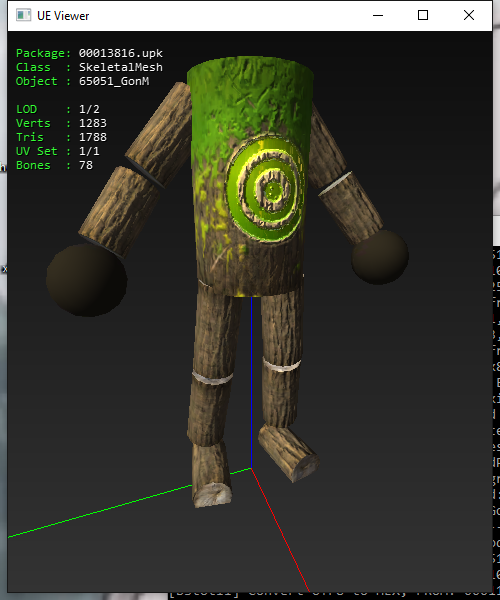 UE Viewer
Package: 00013816.upk
Class : SkeletalMesh
Object : 65051_GonM
LOD : 1/2
Verts : 1283
Tris : 1788
UV Set : 1/1
Bones : 78